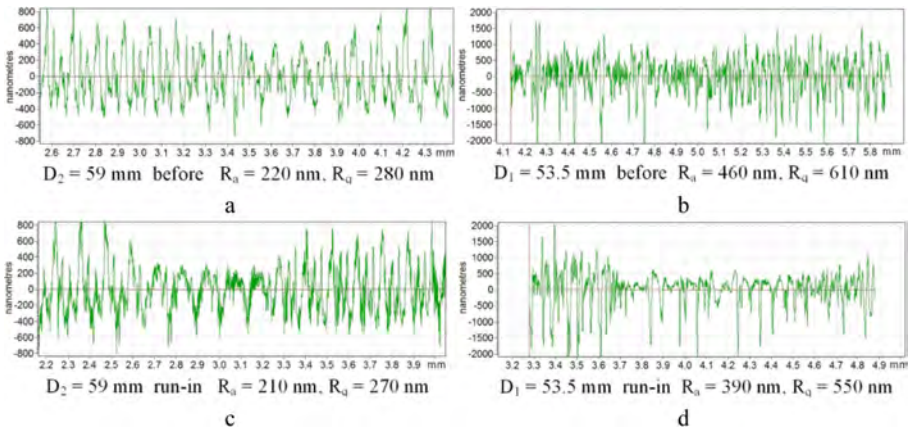 a
nanometres
800
600
400
200
0
-200
-400
-600
-800
2.6 2.7 2.8 2.9 3.0 3.1 3.2 3.3 3.4 3.5 3.6 3.7 3.8 3.9 4.0 4.1 4.2 4.3 mm
D₂ = 59 mm before Rₐ = 220 nm, R_q = 280 nm
a
b
nanometres
2000
1500
1000
500
0
-500
-1000
-1500
-2000
4.1 4.2 4.3 4.4 4.5 4.6 4.7 4.8 4.9 5.0 5.1 5.2 5.3 5.4 5.5 5.6 5.7 5.8 mm
D₁ = 53.5 mm before Rₐ = 460 nm, R_q = 610 nm
b
c
nanometres
800
600
400
200
0
-200
-400
-600
-800
2.2 2.3 2.4 2.5 2.6 2.7 2.8 2.9 3.0 3.1 3.2 3.3 3.4 3.5 3.6 3.7 3.8 3.9 mm
D₂ = 59 mm run-in Rₐ = 210 nm, R_q = 270 nm
c
d
nanometres
2000
1500
1000
500
0
-500
-1000
-1500
-2000
3.2 3.3 3.4 3.5 3.6 3.7 3.8 3.9 4.0 4.1 4.2 4.3 4.4 4.5 4.6 4.7 4.8 4.9 mm
D₁ = 53.5 mm run-in Rₐ = 390 nm, R_q = 550 nm
d